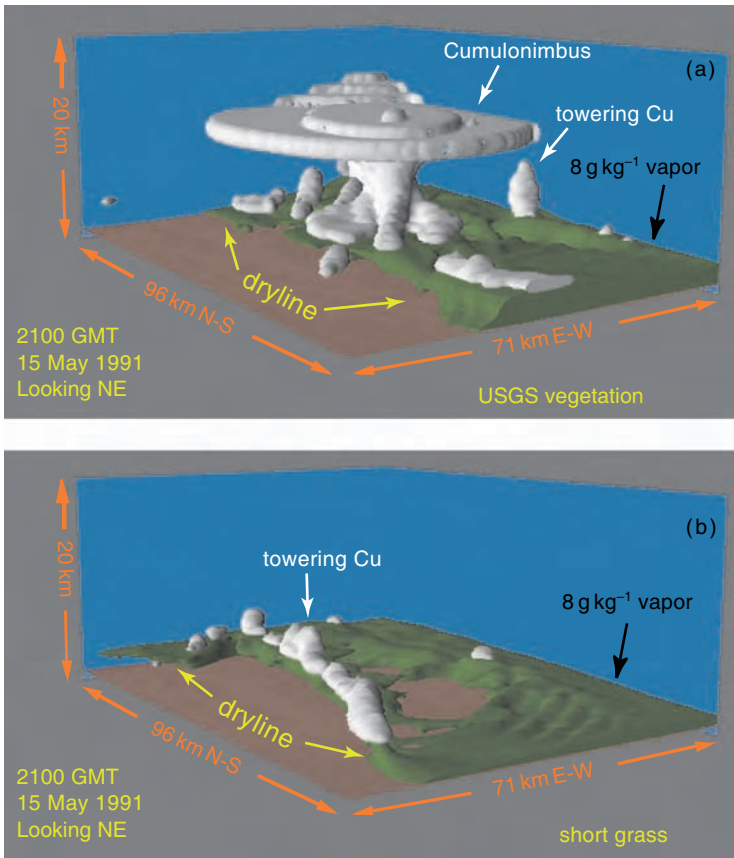 (a)
Cumulonimbus
towering Cu
8 g kg⁻¹ vapor
20 km
dryline
96 km N-S
71 km E-W
2100 GMT
15 May 1991
Looking NE
USGS vegetation
(b)
towering Cu
8 g kg⁻¹ vapor
20 km
dryline
96 km N-S
71 km E-W
2100 GMT
15 May 1991
Looking NE
short grass